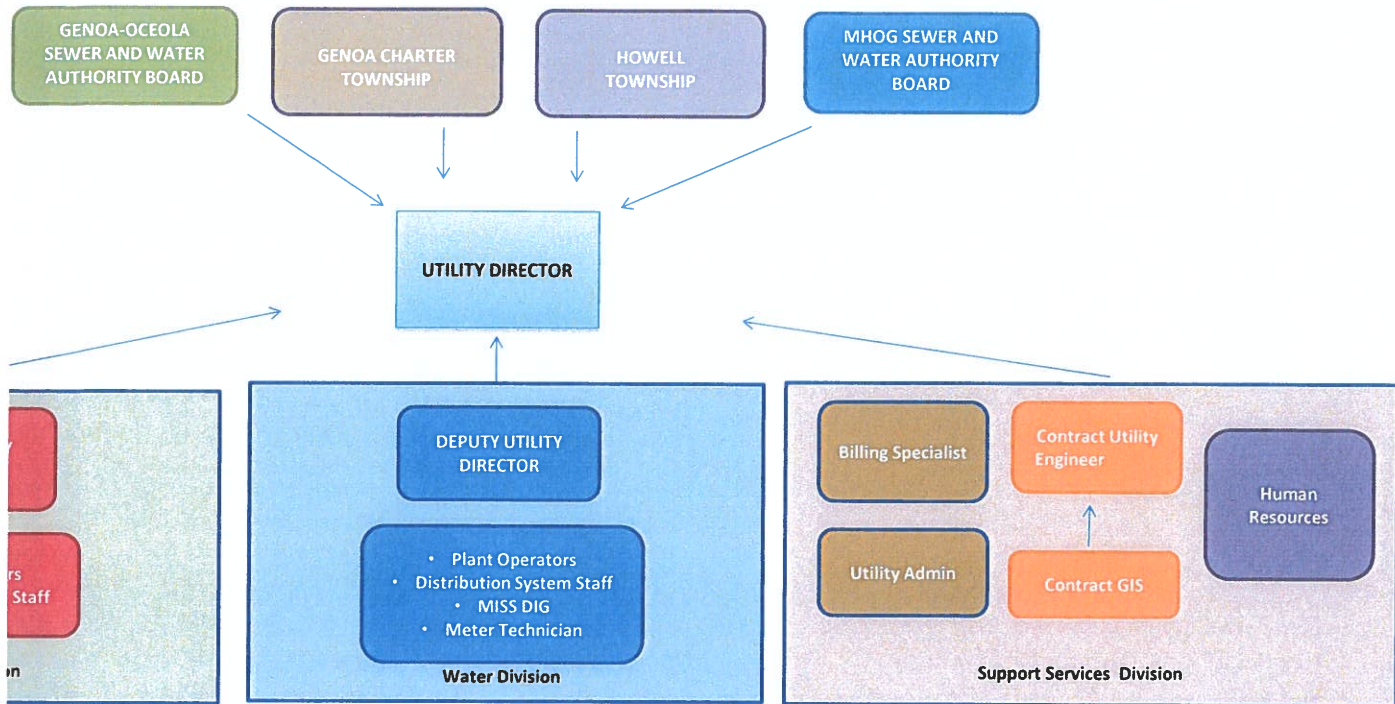 GENOA-OCEOLA
SEWER AND WATER
AUTHORITY BOARD
GENOA CHARTER
TOWNSHIP
HOWELL
TOWNSHIP
MHOG SEWER AND
WATER AUTHORITY
BOARD
UTILITY DIRECTOR
Staff
DEPUTY UTILITY
DIRECTOR
• Plant Operators
• Distribution System Staff
• MISS DIG
• Meter Technician
Water Division
Billing Specialist
Utility Admin
Contract Utility
Engineer
Contract GIS
Human
Resources
Support Services Division